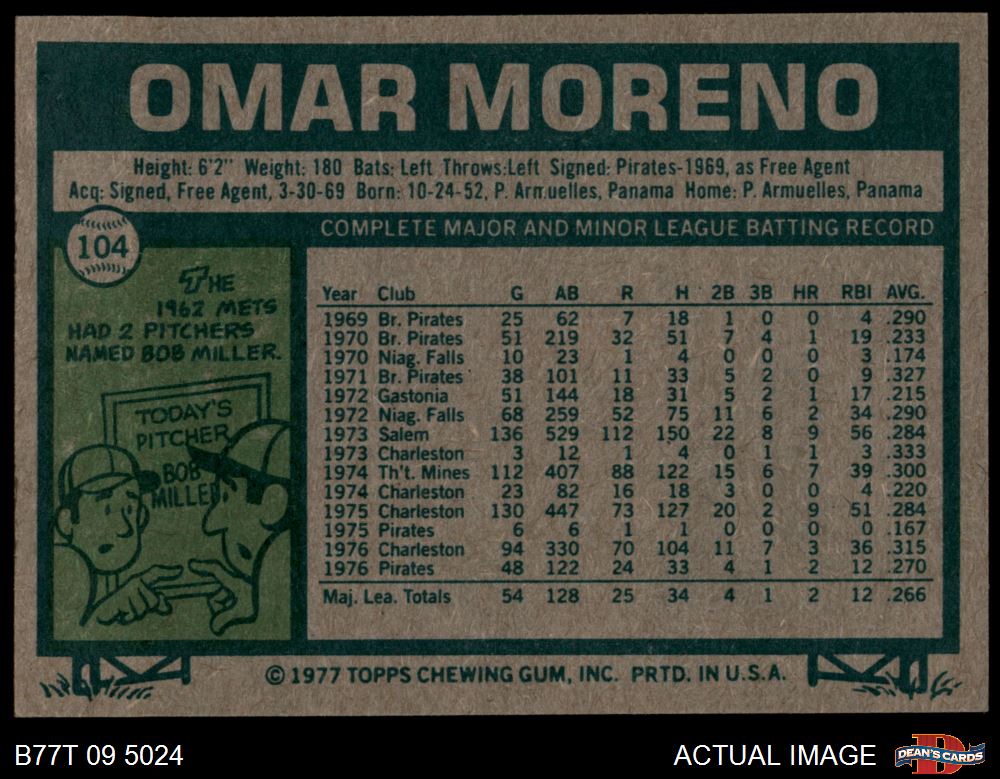 OMAR MORENO
Height: 6'2" Weight: 180 Bats: Left Throws:Left Signed: Pirates-1969, as Free Agent
Acq: Signed, Free Agent, 3-30-69 Born: 10-24-52, P. Armuelles, Panama Home: P. Armuelles, Panama
104
THE
1962 METS
HAD 2 PITCHERS
NAMED BOB MILLER.
TODAY'S
PITCHER
BOB
MILLER
COMPLETE MAJOR AND MINOR LEAGUE BATTING RECORD
Year Club G AB R H 2B 3B HR RBI AVG.
1969 Br. Pirates 25 62 7 18 1 0 0 4 .290
1970 Br. Pirates 51 219 32 51 7 4 1 19 .233
1970 Niag. Falls 10 23 1 4 0 0 0 3 .174
1971 Br. Pirates 38 101 11 33 5 2 0 9 .327
1972 Gastonia 51 144 18 31 5 2 1 17 .215
1972 Niag. Falls 68 259 52 75 11 6 2 34 .290
1973 Salem 136 529 112 150 22 8 9 56 .284
1973 Charleston 3 12 1 4 0 1 1 3 .333
1974 Th't. Mines 112 407 88 122 15 6 7 39 .300
1974 Charleston 23 82 16 18 3 0 0 4 .220
1975 Charleston 130 447 73 127 20 2 9 51 .284
1975 Pirates 6 6 1 1 0 0 0 0 .167
1976 Charleston 94 330 70 104 11 7 3 36 .315
1976 Pirates 48 122 24 33 4 1 2 12 .270
Maj. Lea. Totals 54 128 25 34 4 1 2 12 .266
© 1977 TOPPS CHEWING GUM, INC. PRTD. IN U.S.A.
B77T 09 5024
ACTUAL IMAGE
DEAN'S CARDS